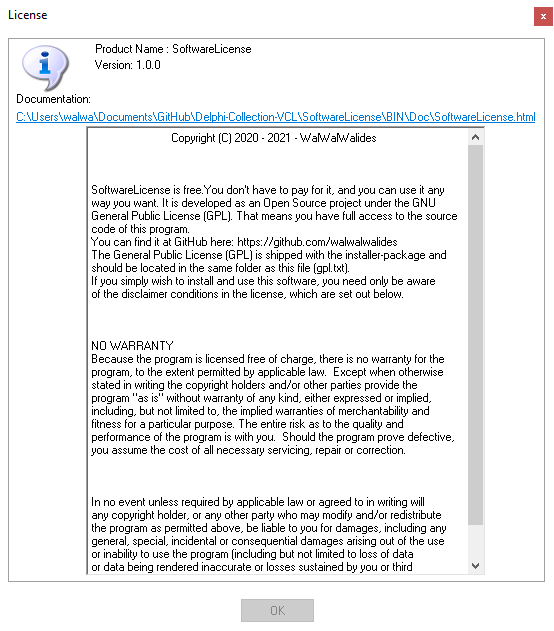 License
x
Product Name : SoftwareLicense
Version: 1.0.0
Documentation:
C:\Users\walwa\Documents\GitHub\Delphi-Collection-VCL\SoftwareLicense\BIN\Doc\SoftwareLicense.html
Copyright (C) 2020 - 2021 - WalWalWalides
SoftwareLicense is free.You don't have to pay for it, and you can use it any
way you want. It is developed as an Open Source project under the GNU
General Public License (GPL). That means you have full access to the source
code of this program.
You can find it at GitHub here: https://github.com/walwalwalides
The General Public License (GPL) is shipped with the installer-package and
should be located in the same folder as this file (gpl.txt).
If you simply wish to install and use this software, you need only be aware
of the disclaimer conditions in the license, which are set out below.
NO WARRANTY
Because the program is licensed free of charge, there is no warranty for the
program, to the extent permitted by applicable law.  Except when otherwise
stated in writing the copyright holders and/or other parties provide the
program "as is" without warranty of any kind, either expressed or implied,
including, but not limited to, the implied warranties of merchantability and
fitness for a particular purpose. The entire risk as to the quality and
performance of the program is with you.  Should the program prove defective,
you assume the cost of all necessary servicing, repair or correction.
In no event unless required by applicable law or agreed to in writing will
any copyright holder, or any other party who may modify and/or redistribute
the program as permitted above, be liable to you for damages, including any
general, special, incidental or consequential damages arising out of the use
or inability to use the program (including but not limited to loss of data
or data being rendered inaccurate or losses sustained by you or third
OK